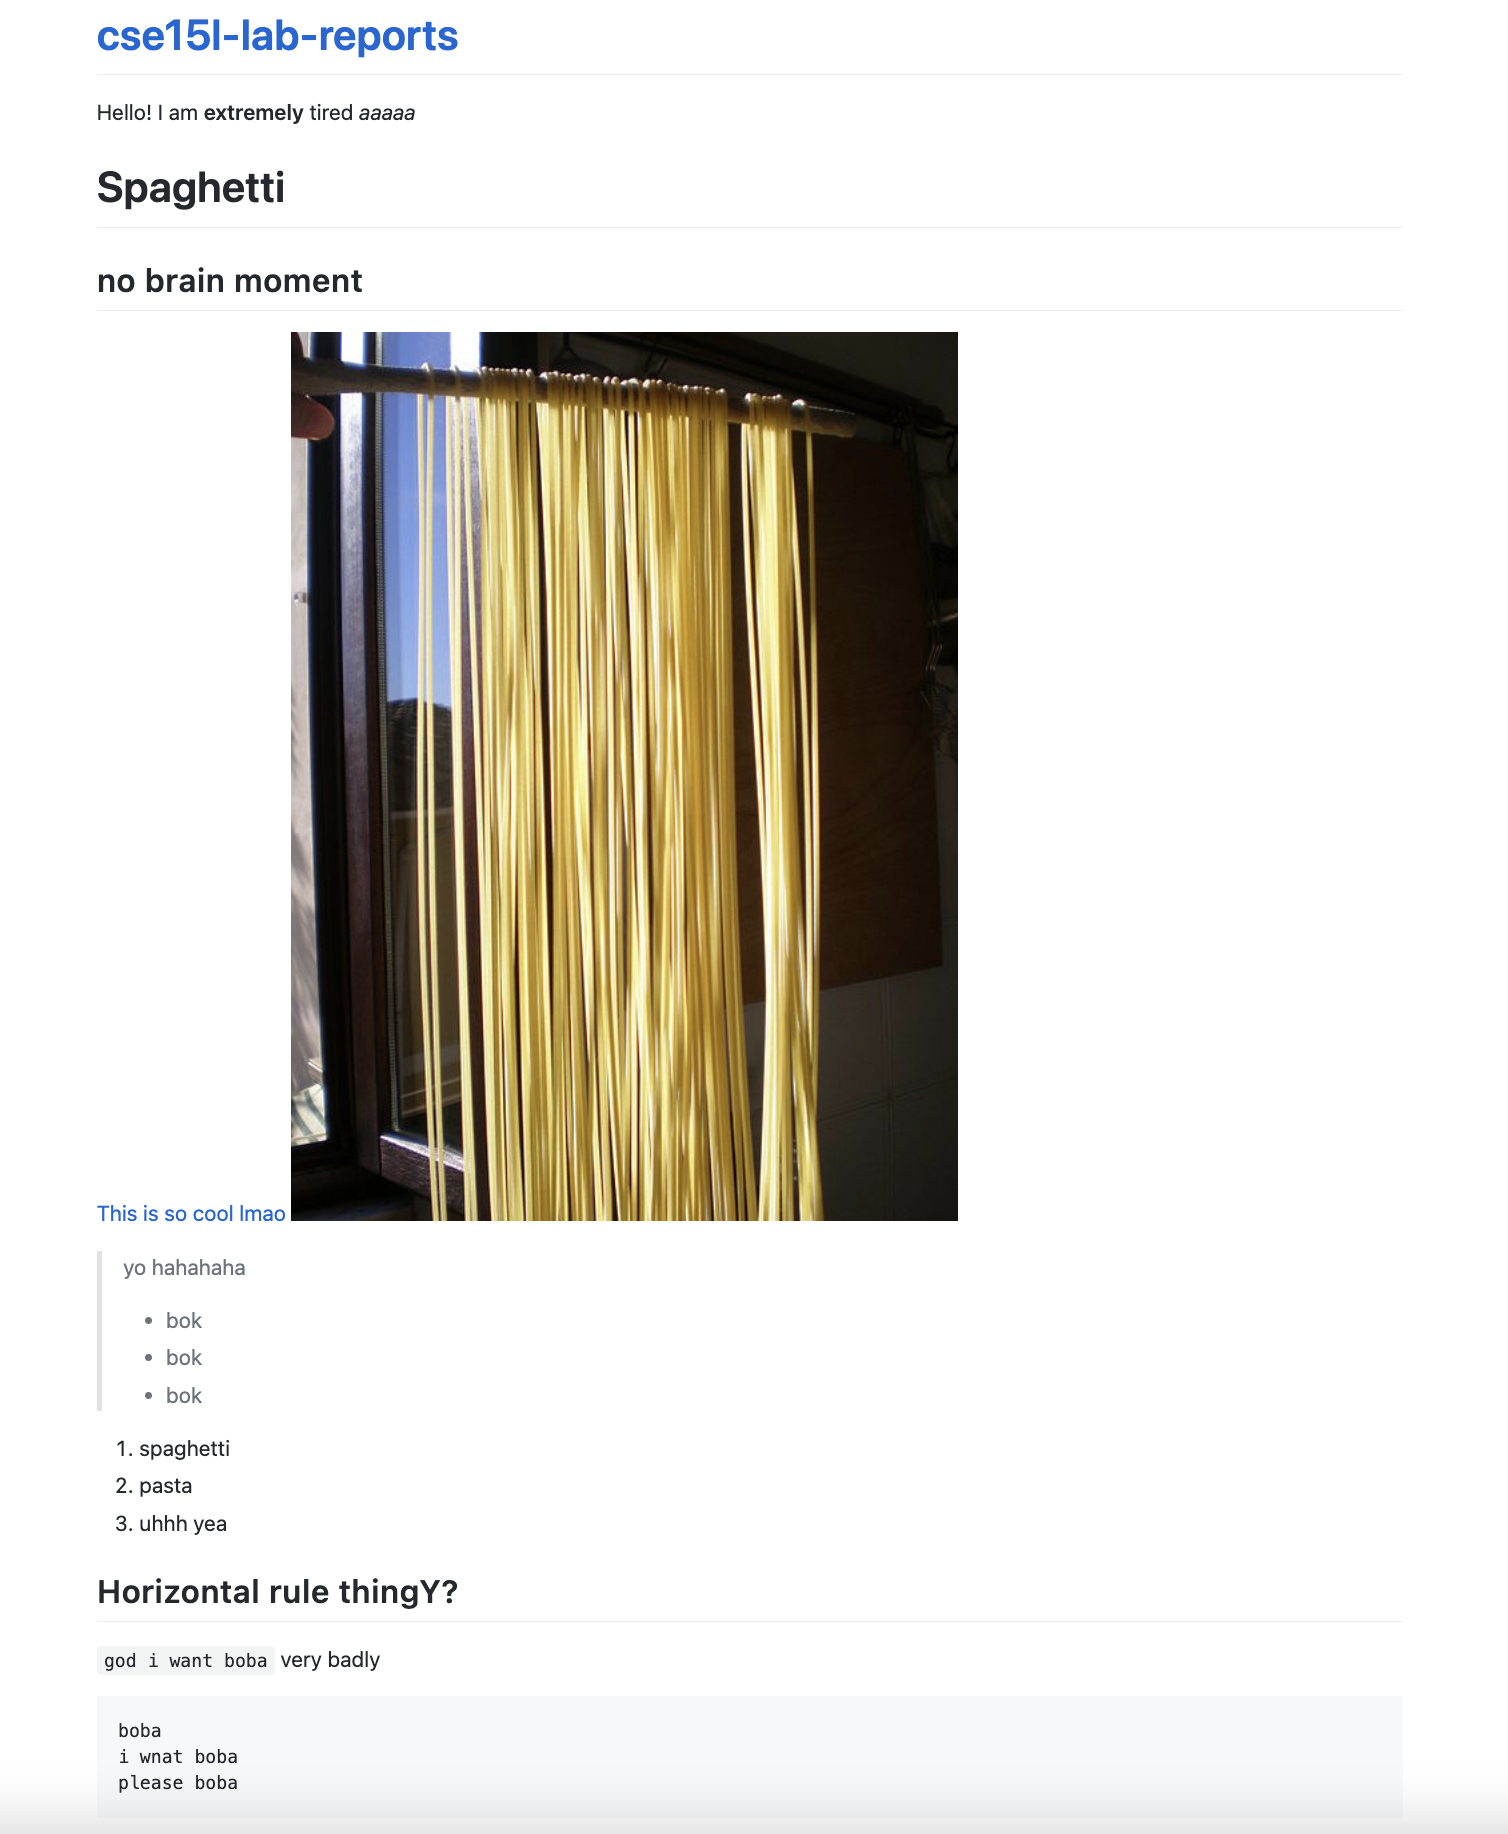 cse15l-lab-reports
Hello! I am extremely tired aaaaa
Spaghetti
no brain moment
This is so cool lmao
yo hahahaha
• bok
• bok
• bok
1. spaghetti
2. pasta
3. uhhh yea
Horizontal rule thingY?
god i want boba very badly
boba
i wnat boba
please boba